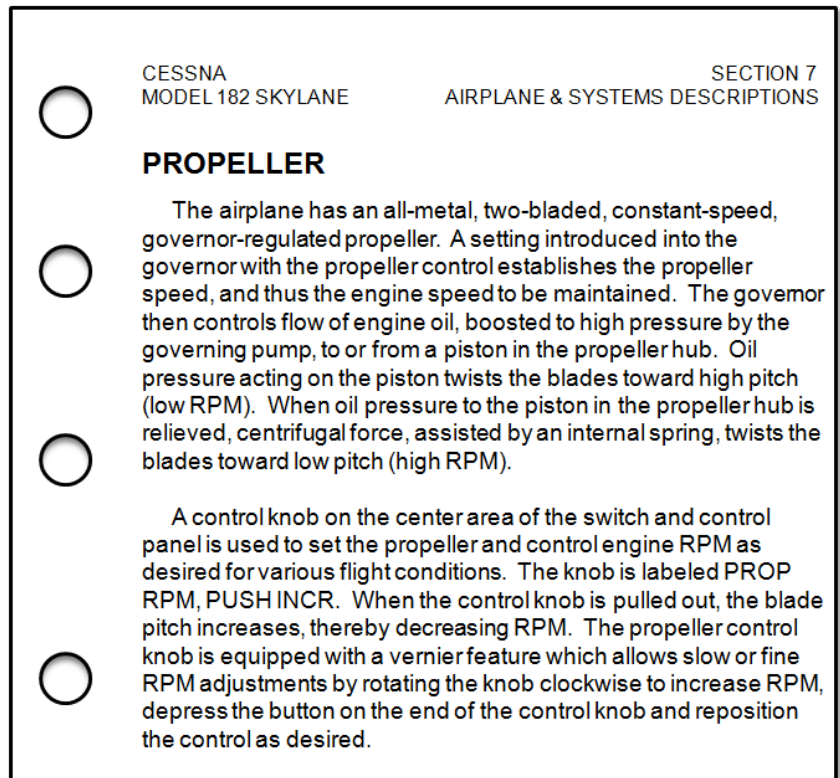 CESSNA SECTION 7
MODEL 182 SKYLANE AIRPLANE & SYSTEMS DESCRIPTIONS
PROPELLER
The airplane has an all-metal, two-bladed, constant-speed,
governor-regulated propeller. A setting introduced into the
governor with the propeller control establishes the propeller
speed, and thus the engine speed to be maintained. The governor
then controls flow of engine oil, boosted to high pressure by the
governing pump, to or from a piston in the propeller hub. Oil
pressure acting on the piston twists the blades toward high pitch
(low RPM). When oil pressure to the piston in the propeller hub is
relieved, centrifugal force, assisted by an internal spring, twists the
blades toward low pitch (high RPM).
A control knob on the center area of the switch and control
panel is used to set the propeller and control engine RPM as
desired for various flight conditions. The knob is labeled PROP
RPM, PUSH INCR. When the control knob is pulled out, the blade
pitch increases, thereby decreasing RPM. The propeller control
knob is equipped with a vernier feature which allows slow or fine
RPM adjustments by rotating the knob clockwise to increase RPM,
depress the button on the end of the control knob and reposition
the control as desired.